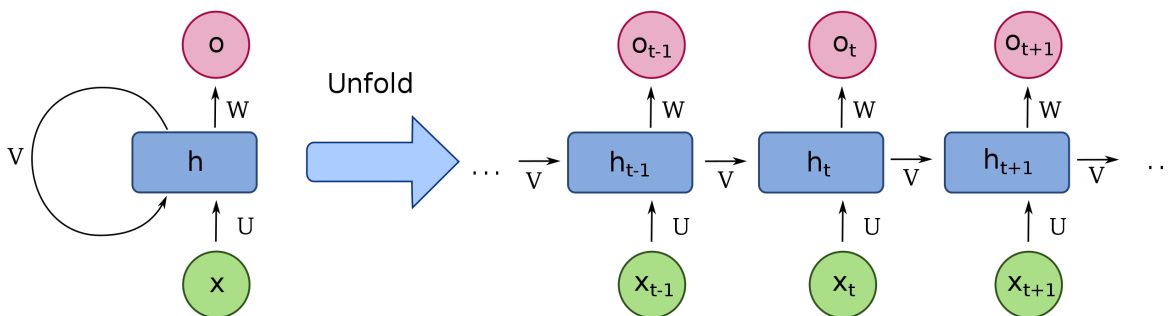 o
o_{t-1}
o_t
o_{t+1}
Unfold
W
W
W
W
V
h
...
V
h_{t-1}
V
h_t
V
h_{t+1}
V
..
U
U
U
U
x
x_{t-1}
x_t
x_{t+1}